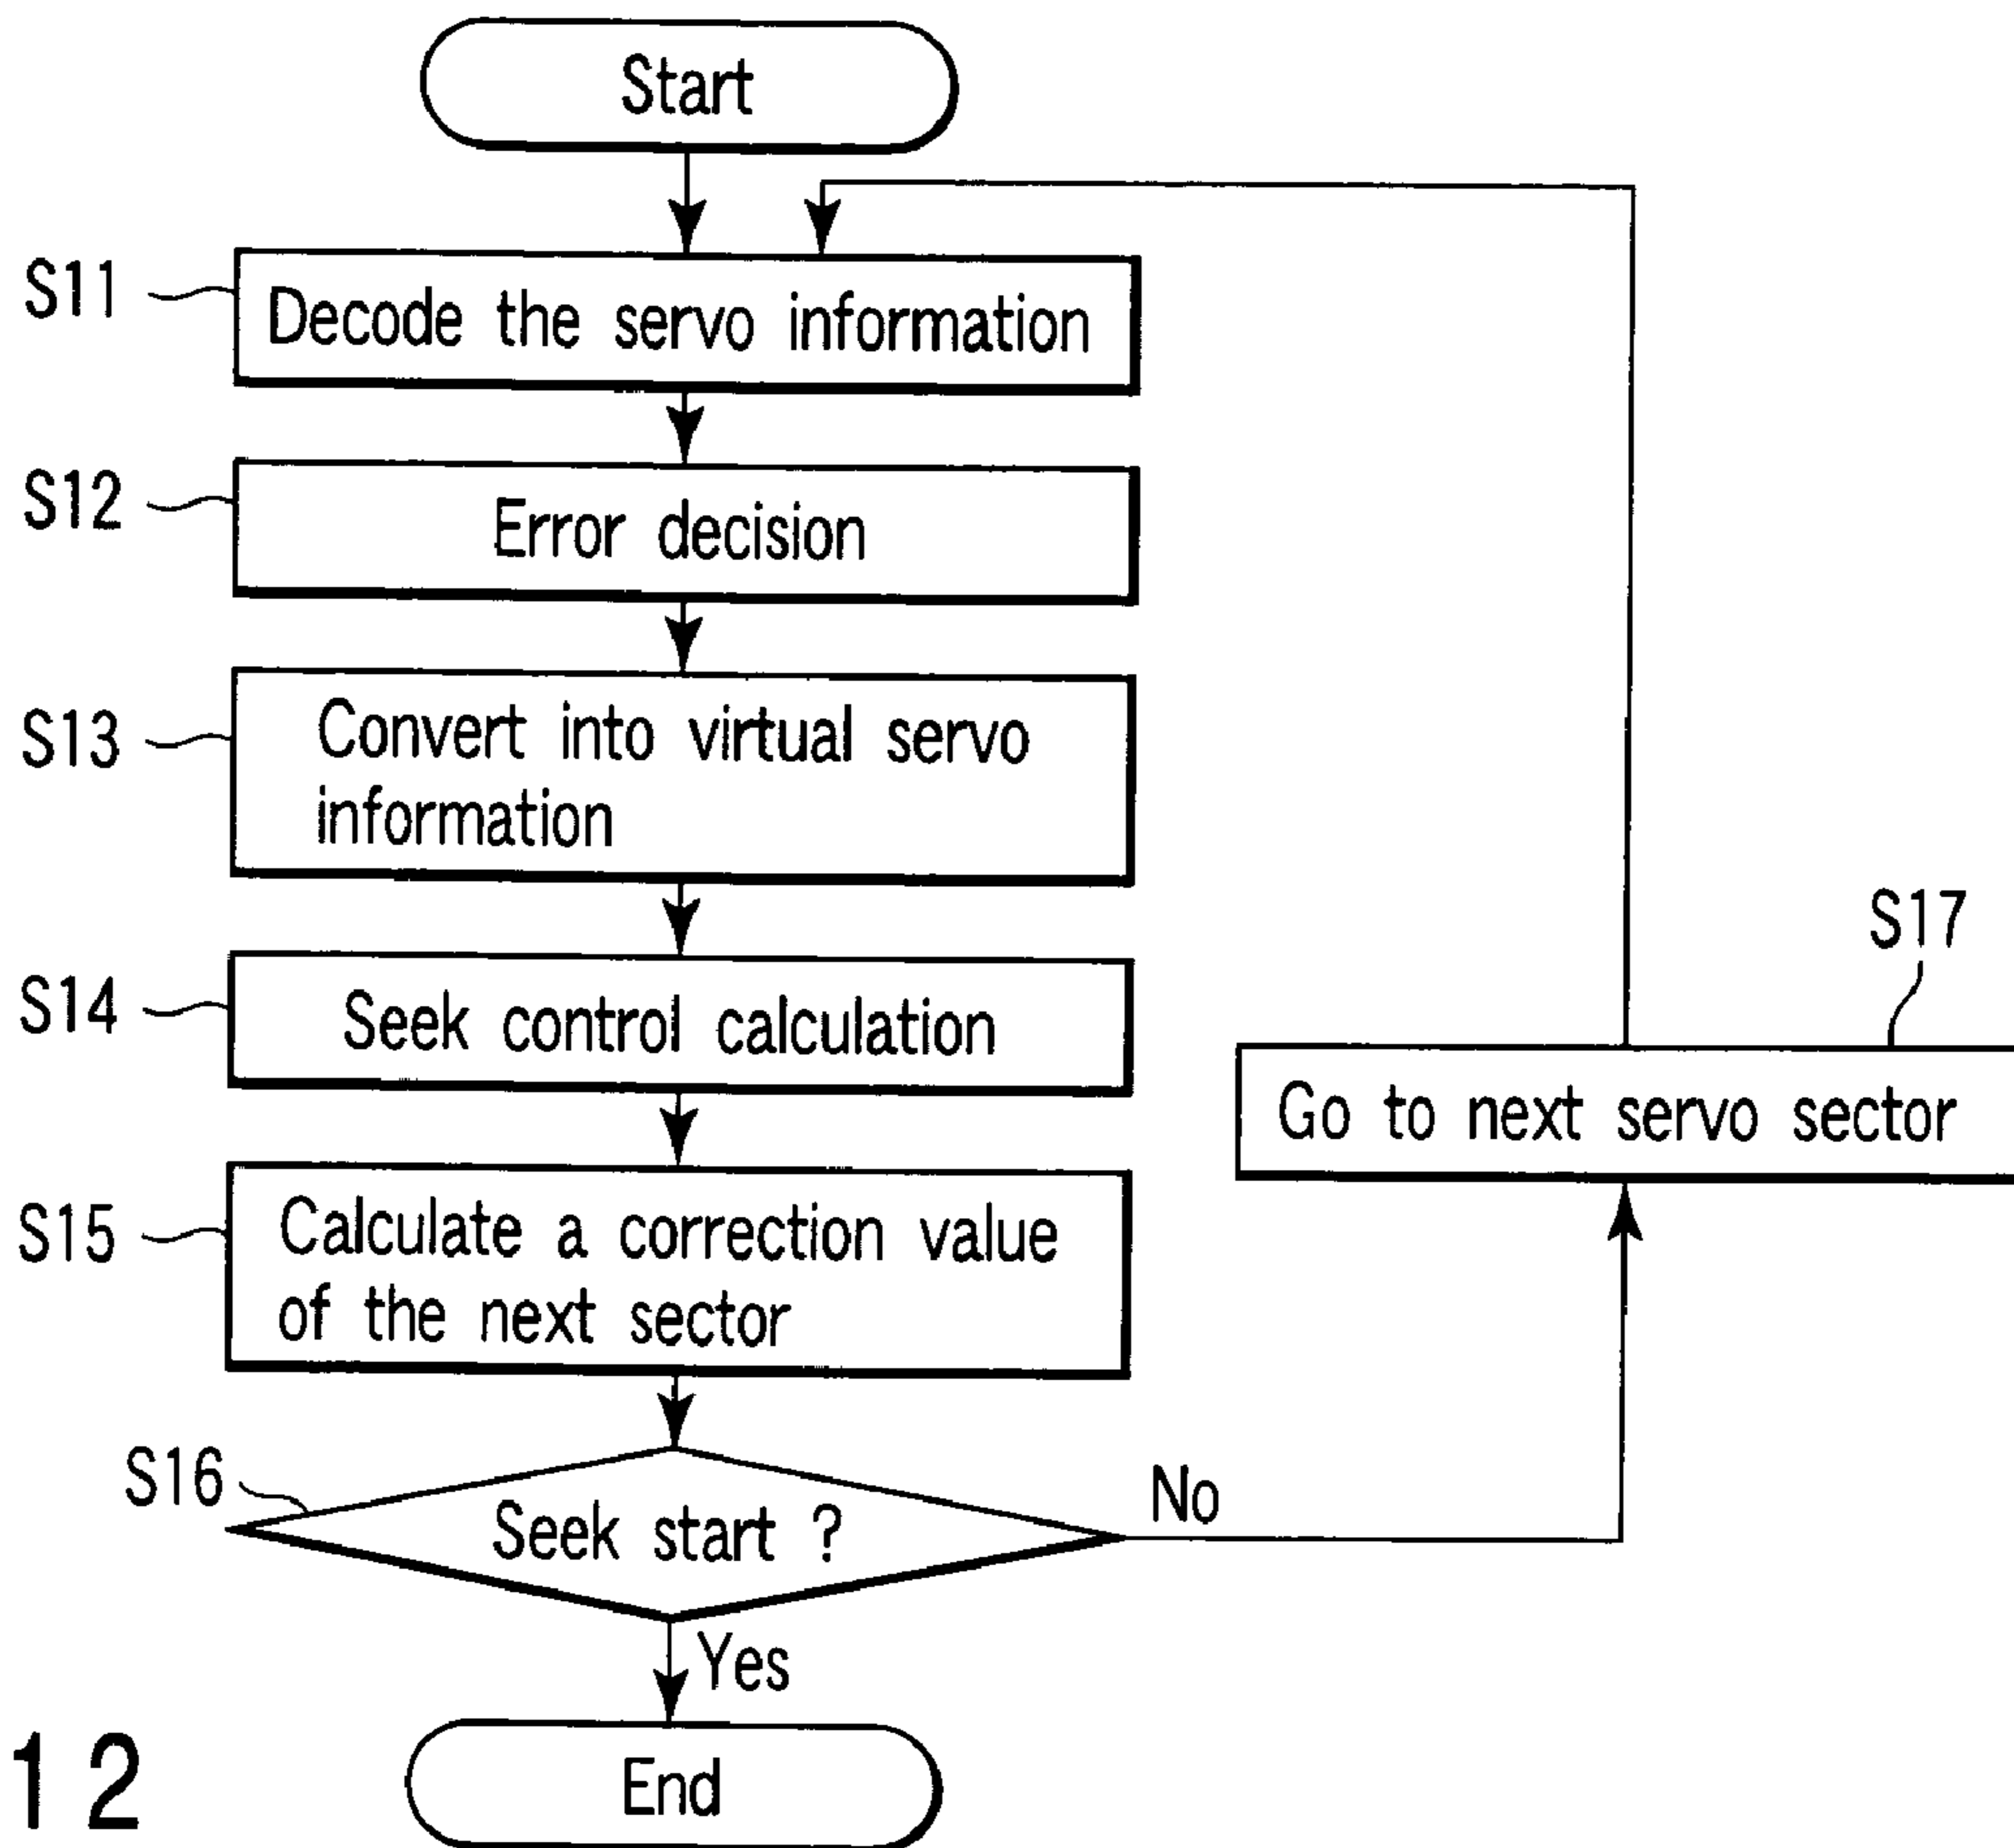 Start
S11
Decode the servo information
S12
Error decision
S13
Convert into virtual servo
information
S14
Seek control calculation
S17
Go to next servo sector
S15
Calculate a correction value
of the next sector
S16
Seek start ?
No
Yes
End
12